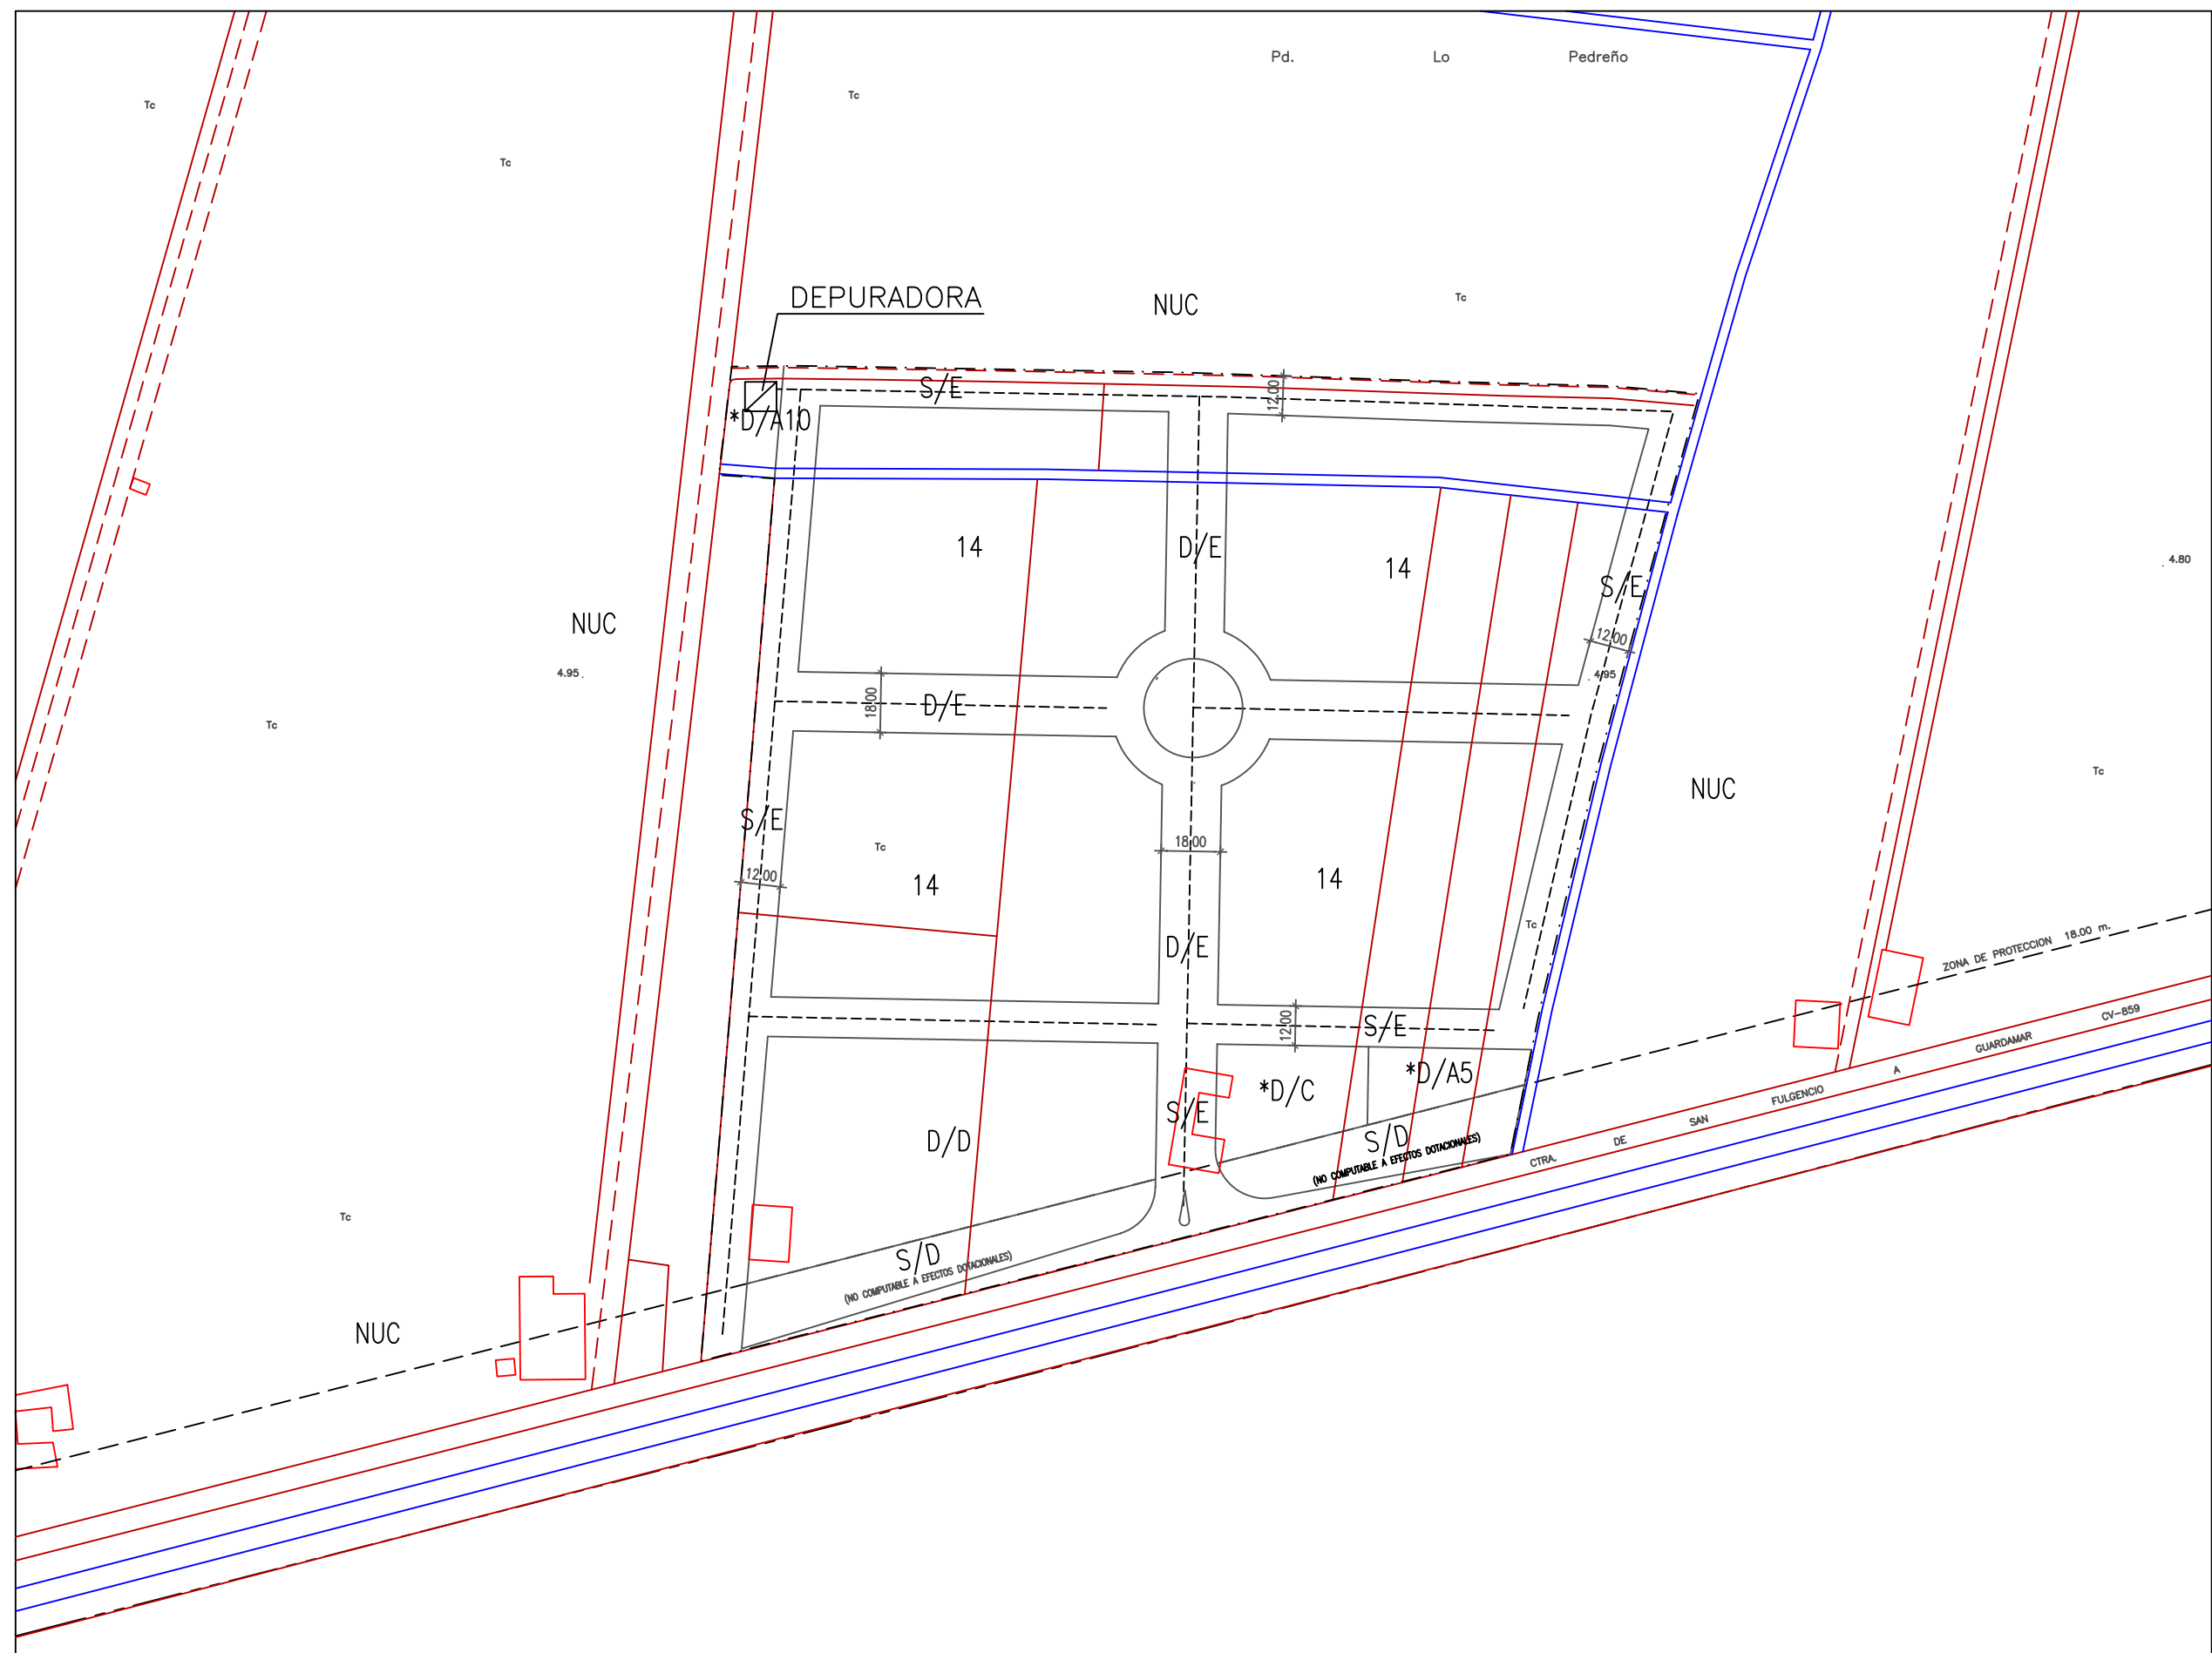 Pd. Lo Pedreño
Tc
Tc
Tc
DEPURADORA
NUC
Tc
S/E
12.00
*D/A10
14
D/E
14
S/E
4.80
NUC
12.00
4.95
4.95
18.00
D/E
Tc
Tc
NUC
S/E
18.00
Tc
12.00
14
14
Tc
D/E
ZONA DE PROTECCION 18.00 m.
12.00
S/E
*D/C
*D/A5
S/E
D/D
S/D
(NO COMPUTABLE A EFECTOS DOTACIONALES)
CTRA. DE SAN FULGENCIO A GUARDAMAR CV-859
Tc
S/D
(NO COMPUTABLE A EFECTOS DOTACIONALES)
NUC